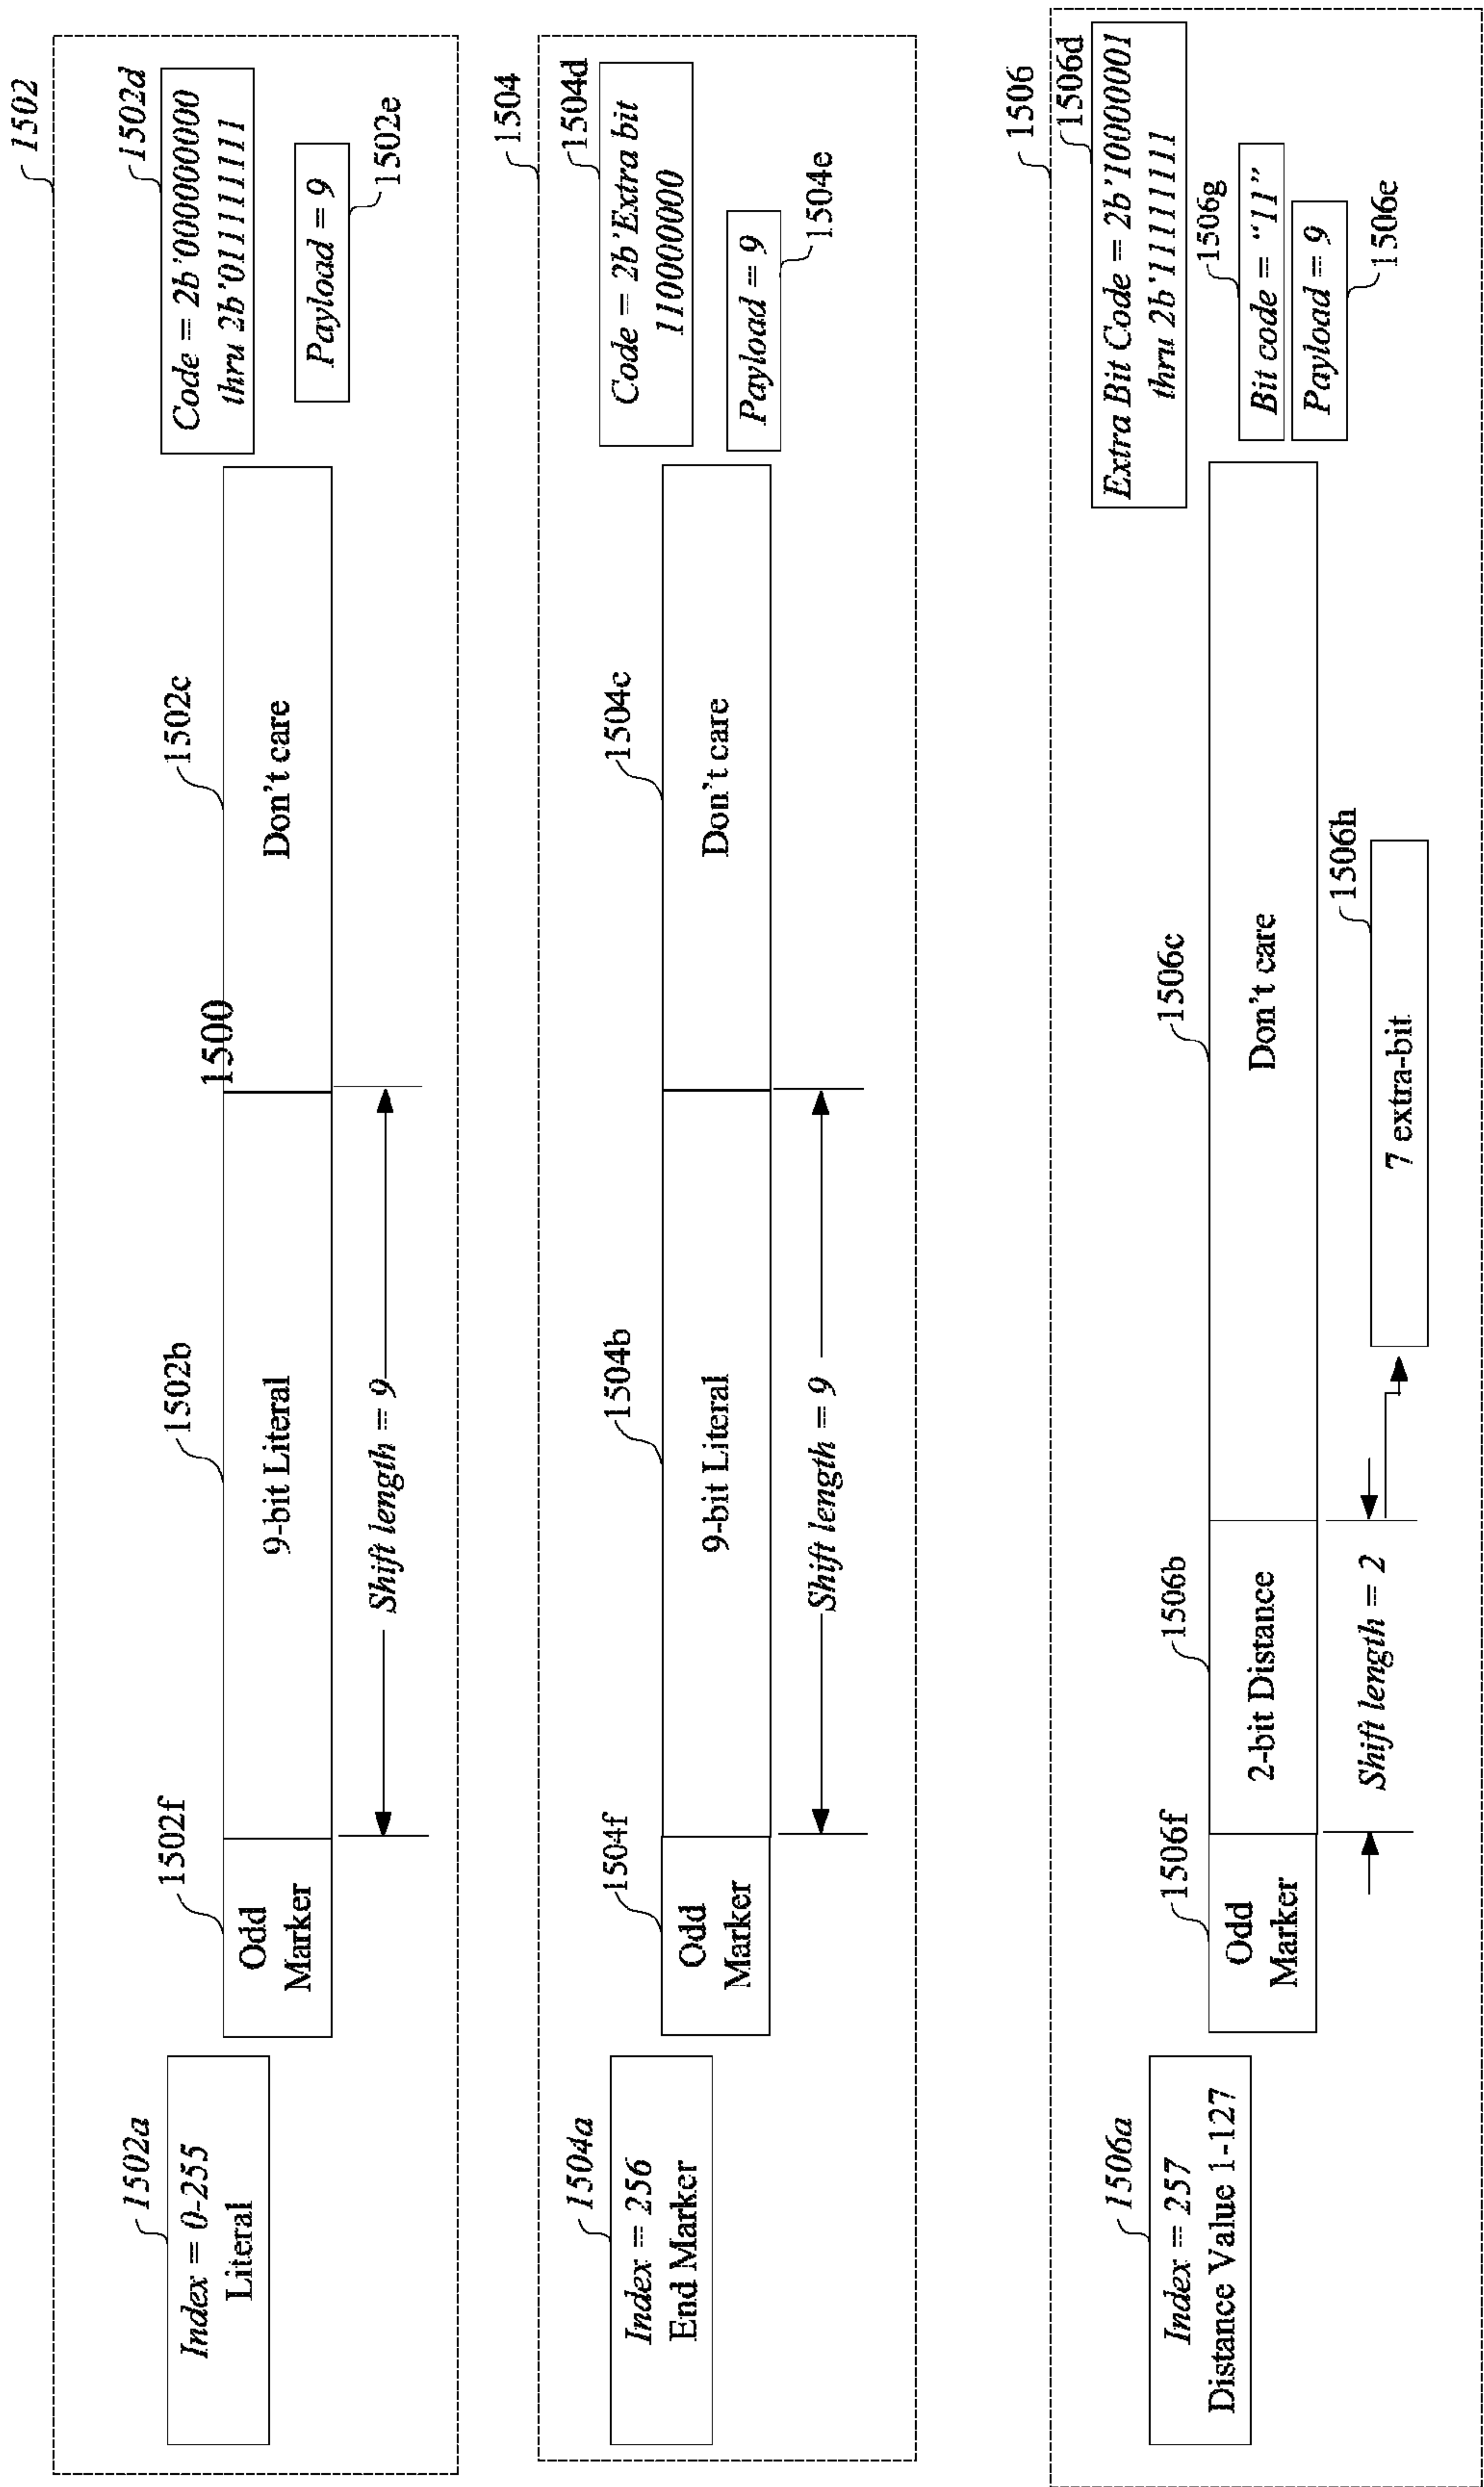 1500
1502
1502a
Index = 0-255
Literal
1502f
Odd
Marker
1502b
9-bit Literal
Shift length = 9
1502c
Don't care
1502d
Code = 2b'000000000
thru 2b'011111111
Payload = 9
1502e
1504
1504a
Index = 256
End Marker
1504f
Odd
Marker
1504b
9-bit Literal
Shift length = 9
1504c
Don't care
1504d
Code = 2b'Extra bit
110000000
Payload = 9
1504e
1506
1506a
Index = 257
Distance Value 1-127
1506f
Odd
Marker
1506b
2-bit Distance
Shift length = 2
1506c
Don't care
1506h
7 extra-bit
1506d
Extra Bit Code = 2b'10000001
thru 2b'11111111
1506g
Bit code = “11”
Payload = 9
1506e